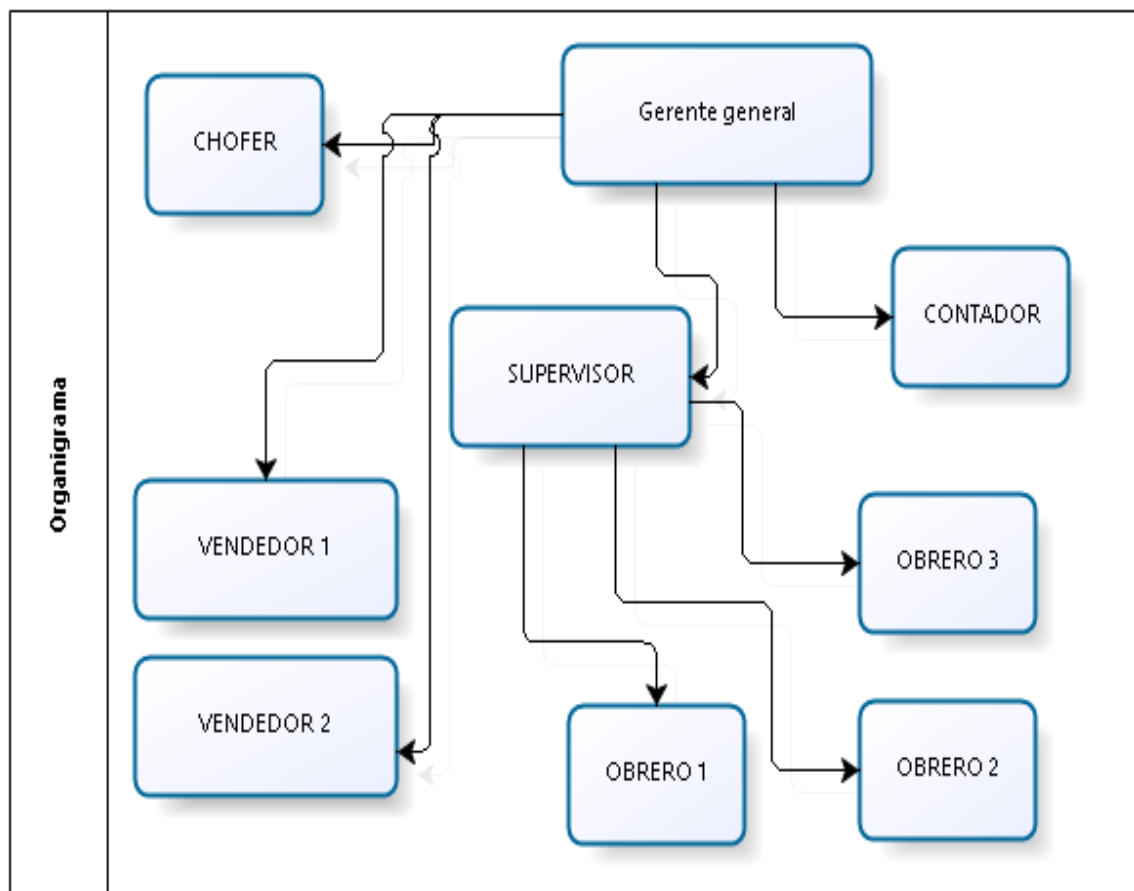 Organigrama
Gerente general
CHOFER
CONTADOR
SUPERVISOR
VENDEDOR 1
OBRERO 3
VENDEDOR 2
OBRERO 1
OBRERO 2